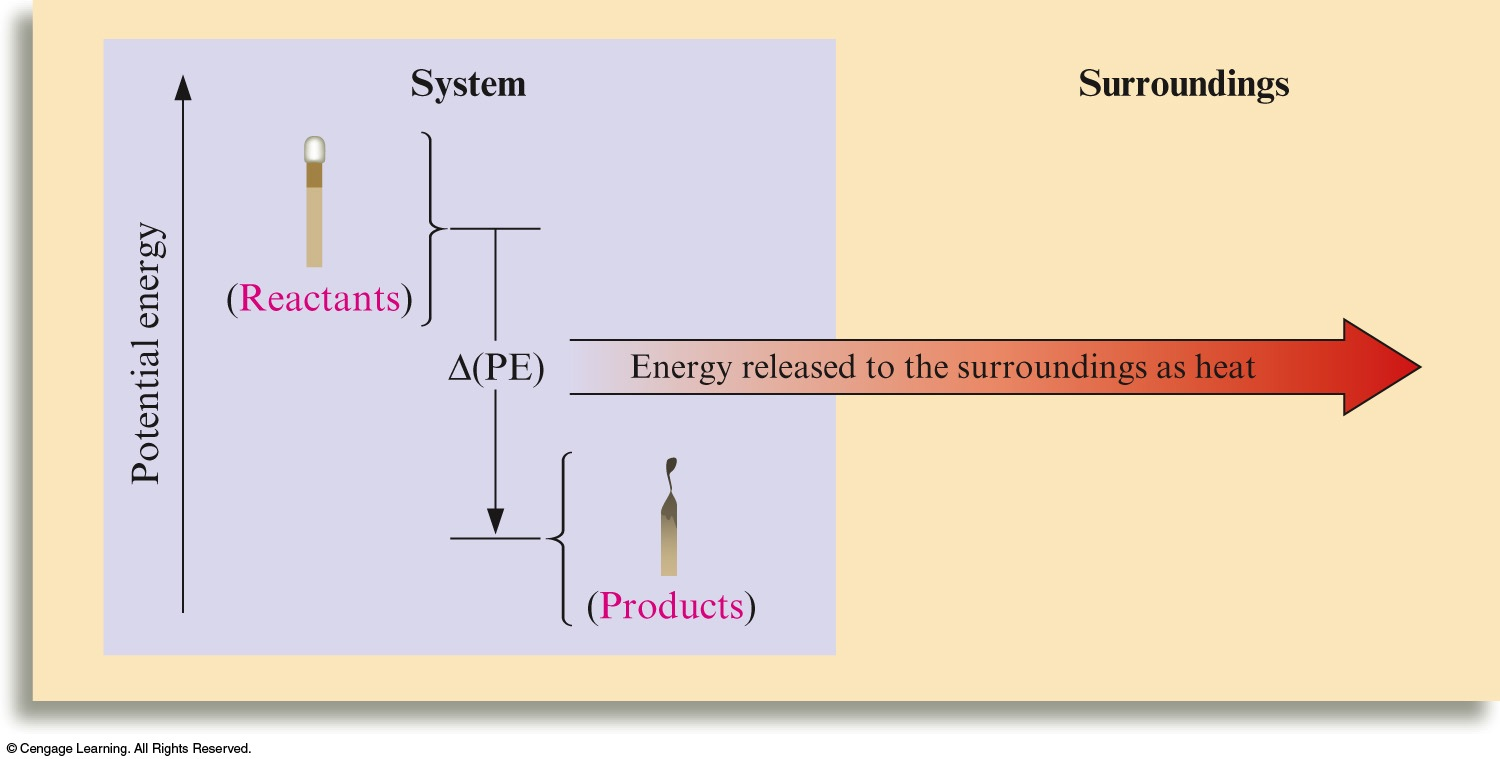 System
Surroundings
Potential energy
(Reactants)
Δ(PE)
Energy released to the surroundings as heat
(Products)
© Cengage Learning. All Rights Reserved.